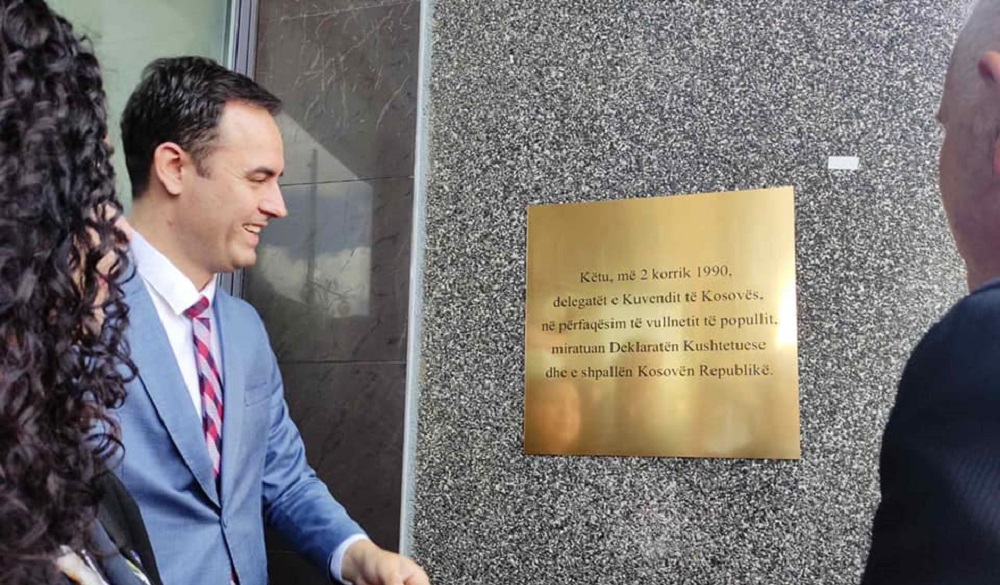 Këtu, më 2 korrik 1990,
delegatët e Kuvendit të Kosovës,
në përfaqësim të vullnetit të popullit,
miratuan Deklaratën Kushtetuese
dhe e shpallën Kosovën Republikë.